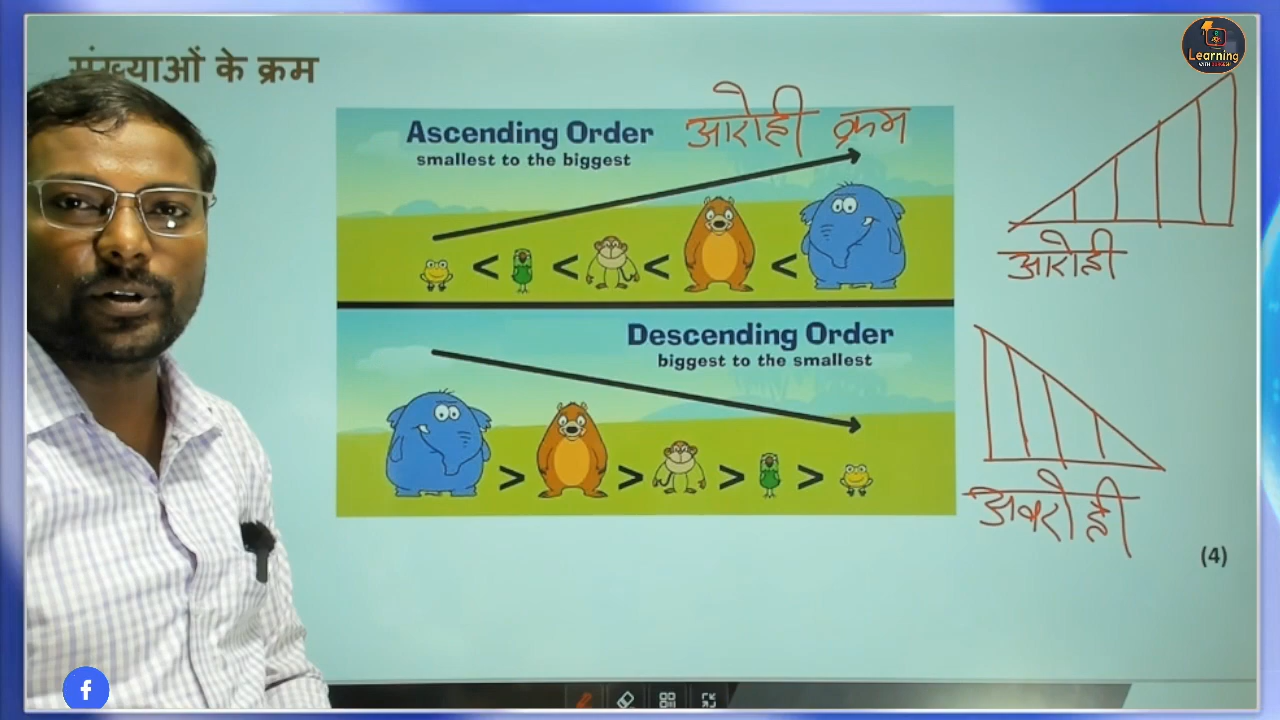 संख्याओं के क्रम
Learning
Ascending Order
आरोही क्रम
smallest to the biggest
< < < <
आरोही
Descending Order
biggest to the smallest
> > > >
अवरोही
(4)
f